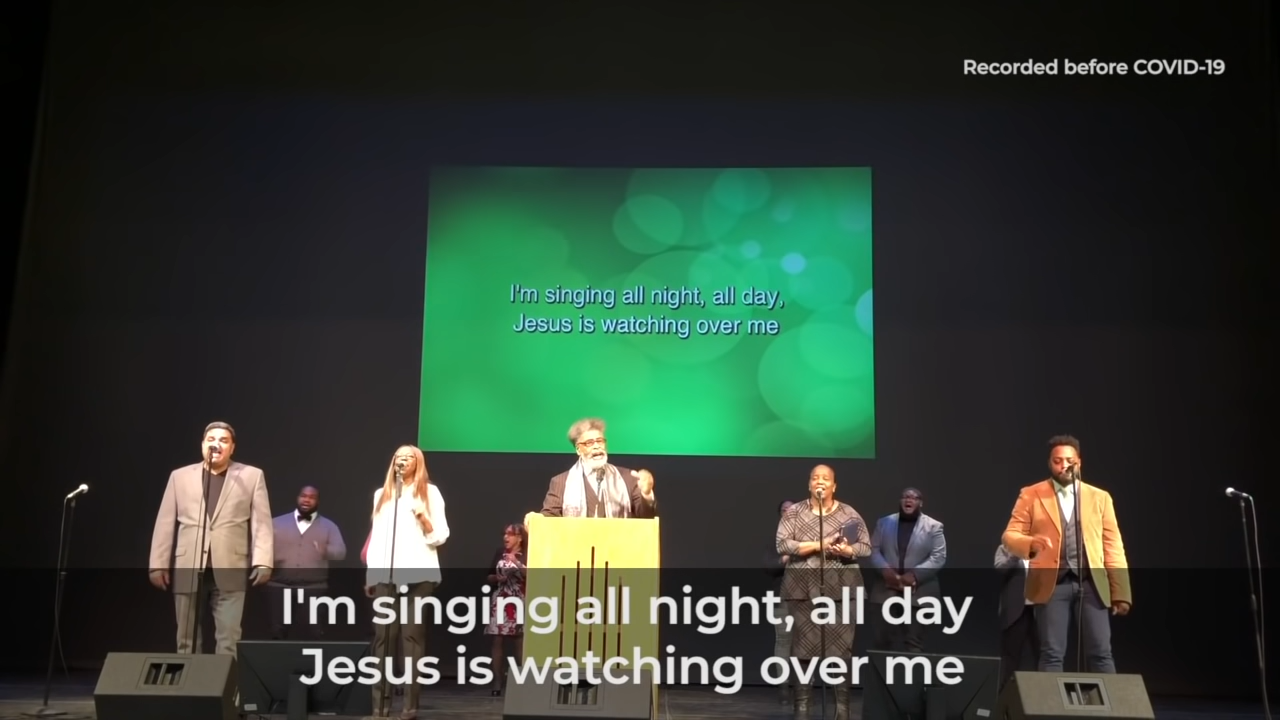 Recorded before COVID-19
I'm singing all night, all day,
Jesus is watching over me
I'm singing all night, all day
Jesus is watching over me